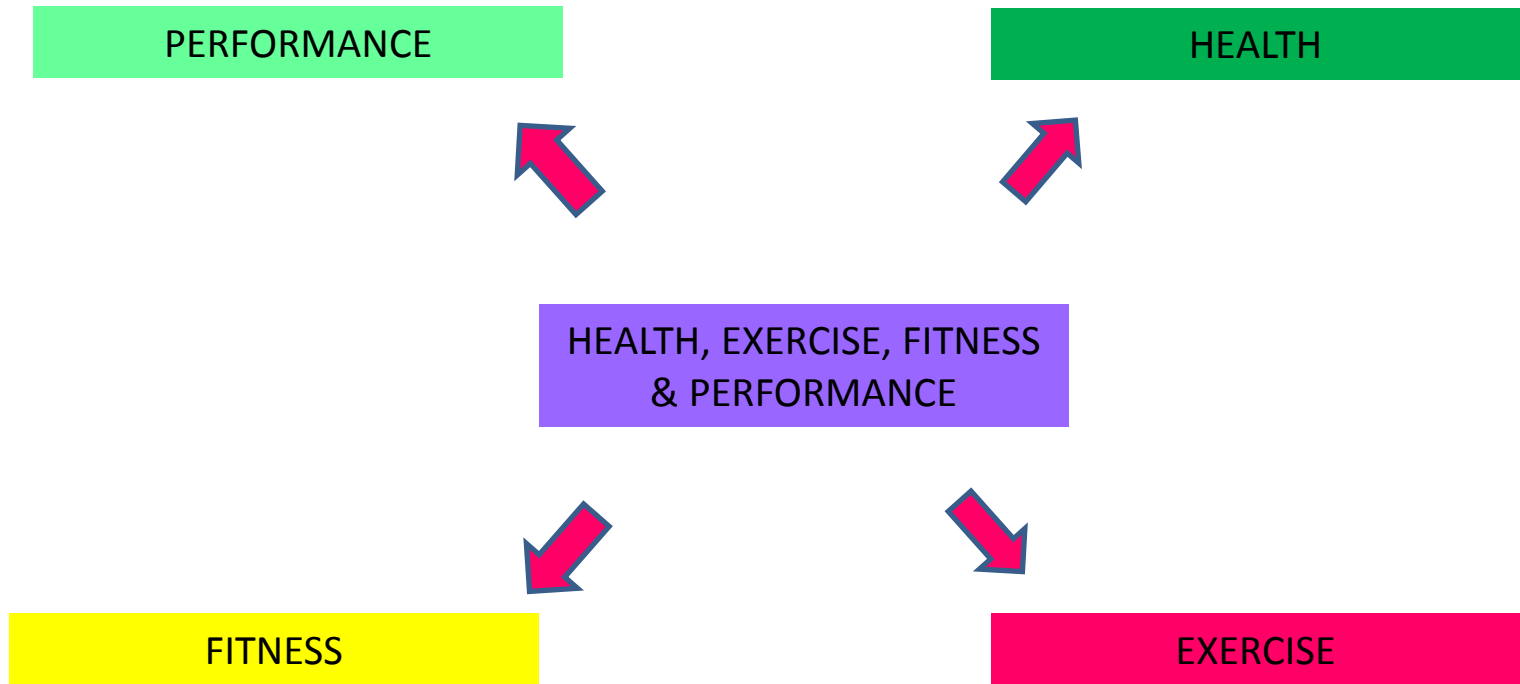 PERFORMANCE
HEALTH
HEALTH, EXERCISE, FITNESS
& PERFORMANCE
FITNESS
EXERCISE